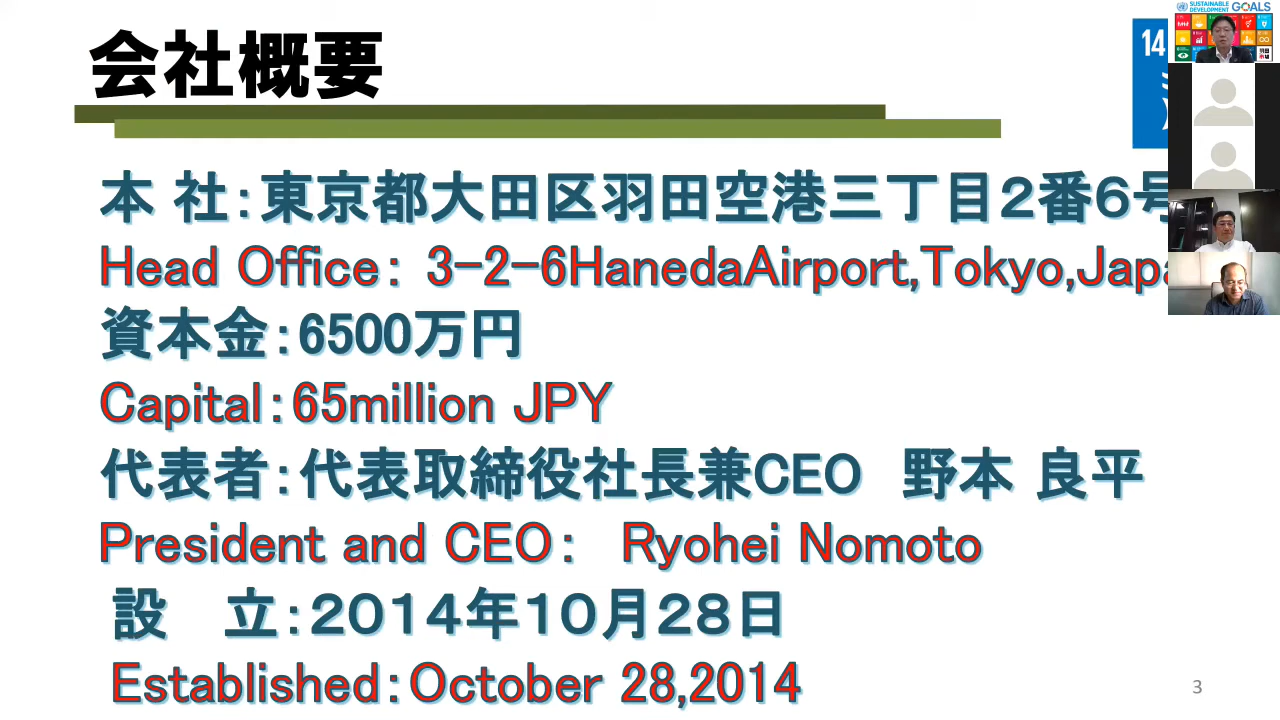 会社概要
本 社：東京都大田区羽田空港三丁目２番６号
Head Office： 3-2-6HanedaAirport,Tokyo,Japa
資本金：6500万円
Capital：65million JPY
代表者：代表取締役社長兼CEO　野本 良平
President and CEO：　Ryohei Nomoto
設　立：２０１４年１０月２８日
Established：October 28,2014
3
14
SUSTAINABLE DEVELOPMENT GOALS